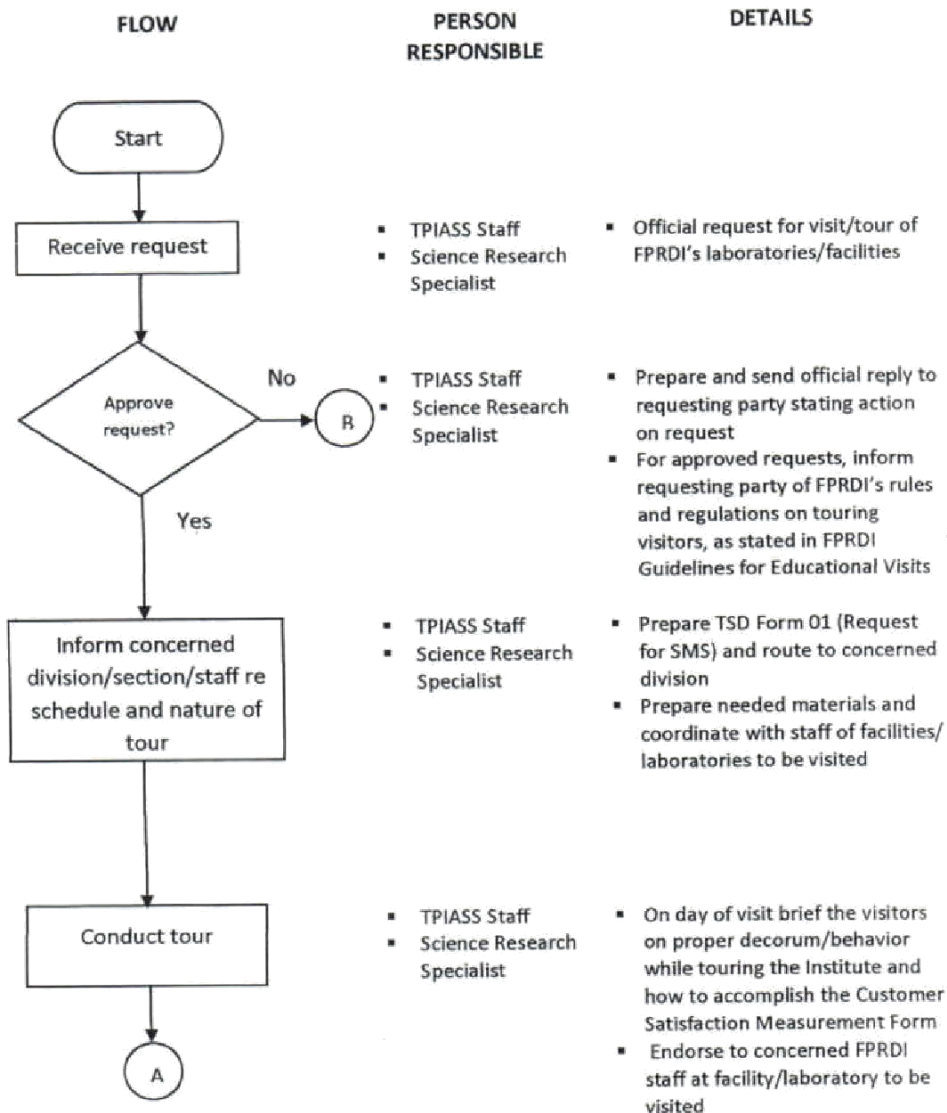 FLOW
PERSON
RESPONSIBLE
DETAILS
Start
Receive request
▪ TPIASS Staff
▪ Science Research
Specialist
▪ Official request for visit/tour of
FPRDI's laboratories/facilities
Approve
request?
No
B
Yes
▪ TPIASS Staff
▪ Science Research
Specialist
▪ Prepare and send official reply to
requesting party stating action
on request
▪ For approved requests, inform
requesting party of FPRDI's rules
and regulations on touring
visitors, as stated in FPRDI
Guidelines for Educational Visits
Inform concerned
division/section/staff re
schedule and nature of
tour
▪ TPIASS Staff
▪ Science Research
Specialist
▪ Prepare TSD Form 01 (Request
for SMS) and route to concerned
division
▪ Prepare needed materials and
coordinate with staff of facilities/
laboratories to be visited
Conduct tour
▪ TPIASS Staff
▪ Science Research
Specialist
▪ On day of visit brief the visitors
on proper decorum/behavior
while touring the Institute and
how to accomplish the Customer
Satisfaction Measurement Form
▪ Endorse to concerned FPRDI
staff at facility/laboratory to be
visited
A